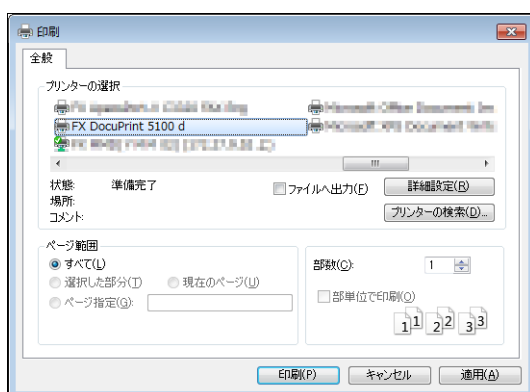 印刷
全般
プリンターの選択
FX DocuPrint 5100 d
状態: 準備完了
場所:
コメント:
ファイルへ出力(F)
詳細設定(R)
プリンターの検索(D)...
ページ範囲
すべて(L)
選択した部分(T) 現在のページ(U)
ページ指定(G):
部数(C): 1
部単位で印刷(O)
11 22 33
印刷(P) キャンセル 適用(A)